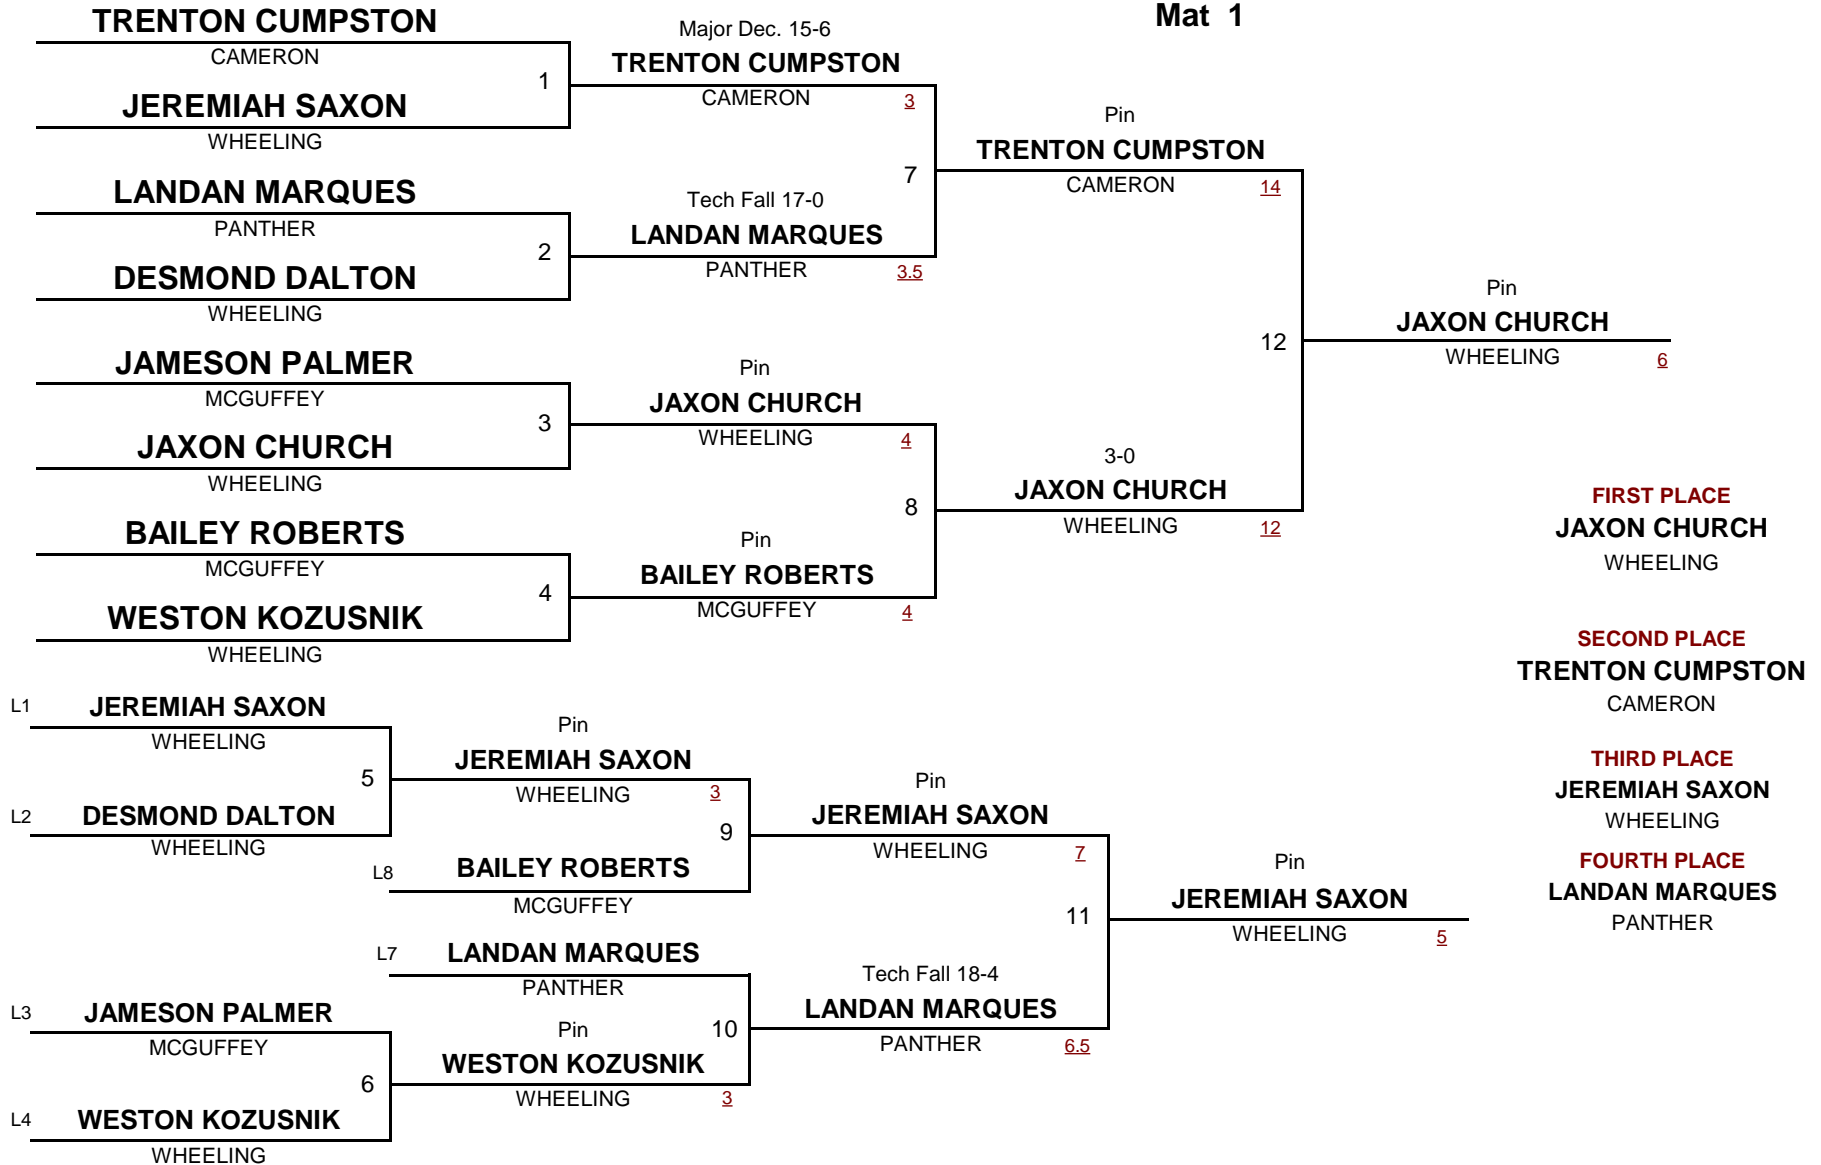 Mat 1
TRENTON CUMPSTON
CAMERON
1
JEREMIAH SAXON
WHEELING
LANDAN MARQUES
PANTHER
2
DESMOND DALTON
WHEELING
JAMESON PALMER
MCGUFFEY
3
JAXON CHURCH
WHEELING
BAILEY ROBERTS
MCGUFFEY
4
WESTON KOZUSNIK
WHEELING
Major Dec. 15-6
TRENTON CUMPSTON
CAMERON 3
7
Tech Fall 17-0
LANDAN MARQUES
PANTHER 3.5
Pin
JAXON CHURCH
WHEELING 4
8
Pin
BAILEY ROBERTS
MCGUFFEY 4
Pin
TRENTON CUMPSTON
CAMERON 14
12
3-0
JAXON CHURCH
WHEELING 12
Pin
JAXON CHURCH
WHEELING 6
FIRST PLACE
JAXON CHURCH
WHEELING
SECOND PLACE
TRENTON CUMPSTON
CAMERON
THIRD PLACE
JEREMIAH SAXON
WHEELING
FOURTH PLACE
LANDAN MARQUES
PANTHER
L1 JEREMIAH SAXON
WHEELING
5
L2 DESMOND DALTON
WHEELING
L3 JAMESON PALMER
MCGUFFEY
6
L4 WESTON KOZUSNIK
WHEELING
Pin
JEREMIAH SAXON
WHEELING 3
9
L8 BAILEY ROBERTS
MCGUFFEY
L7 LANDAN MARQUES
PANTHER
Pin 10
WESTON KOZUSNIK
WHEELING 3
Pin
JEREMIAH SAXON
WHEELING 7
11
Tech Fall 18-4
LANDAN MARQUES
PANTHER 6.5
Pin
JEREMIAH SAXON
WHEELING 5